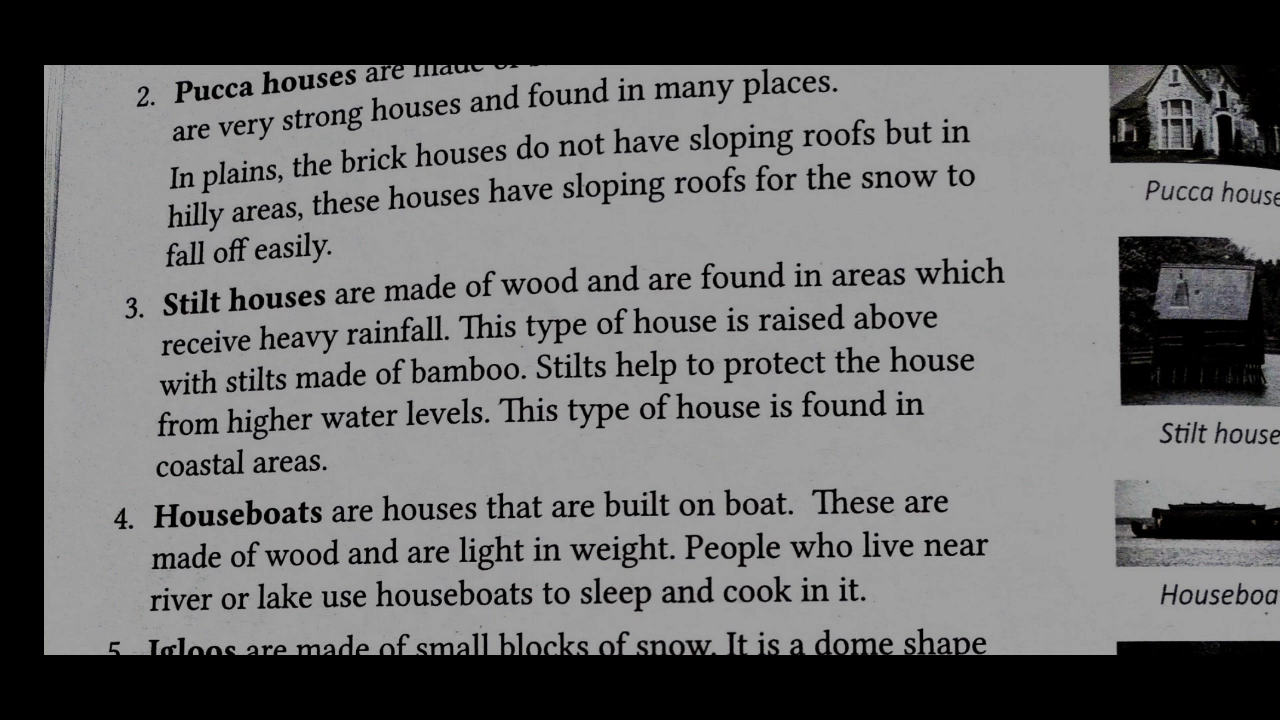 2. Pucca houses are made of
are very strong houses and found in many places.
In plains, the brick houses do not have sloping roofs but in
hilly areas, these houses have sloping roofs for the snow to
fall off easily.
3. Stilt houses are made of wood and are found in areas which
receive heavy rainfall. This type of house is raised above
with stilts made of bamboo. Stilts help to protect the house
from higher water levels. This type of house is found in
coastal areas.
4. Houseboats are houses that are built on boat. These are
made of wood and are light in weight. People who live near
river or lake use houseboats to sleep and cook in it.
5. Igloos are made of small blocks of snow. It is a dome shape
Pucca house
Stilt house
Houseboa